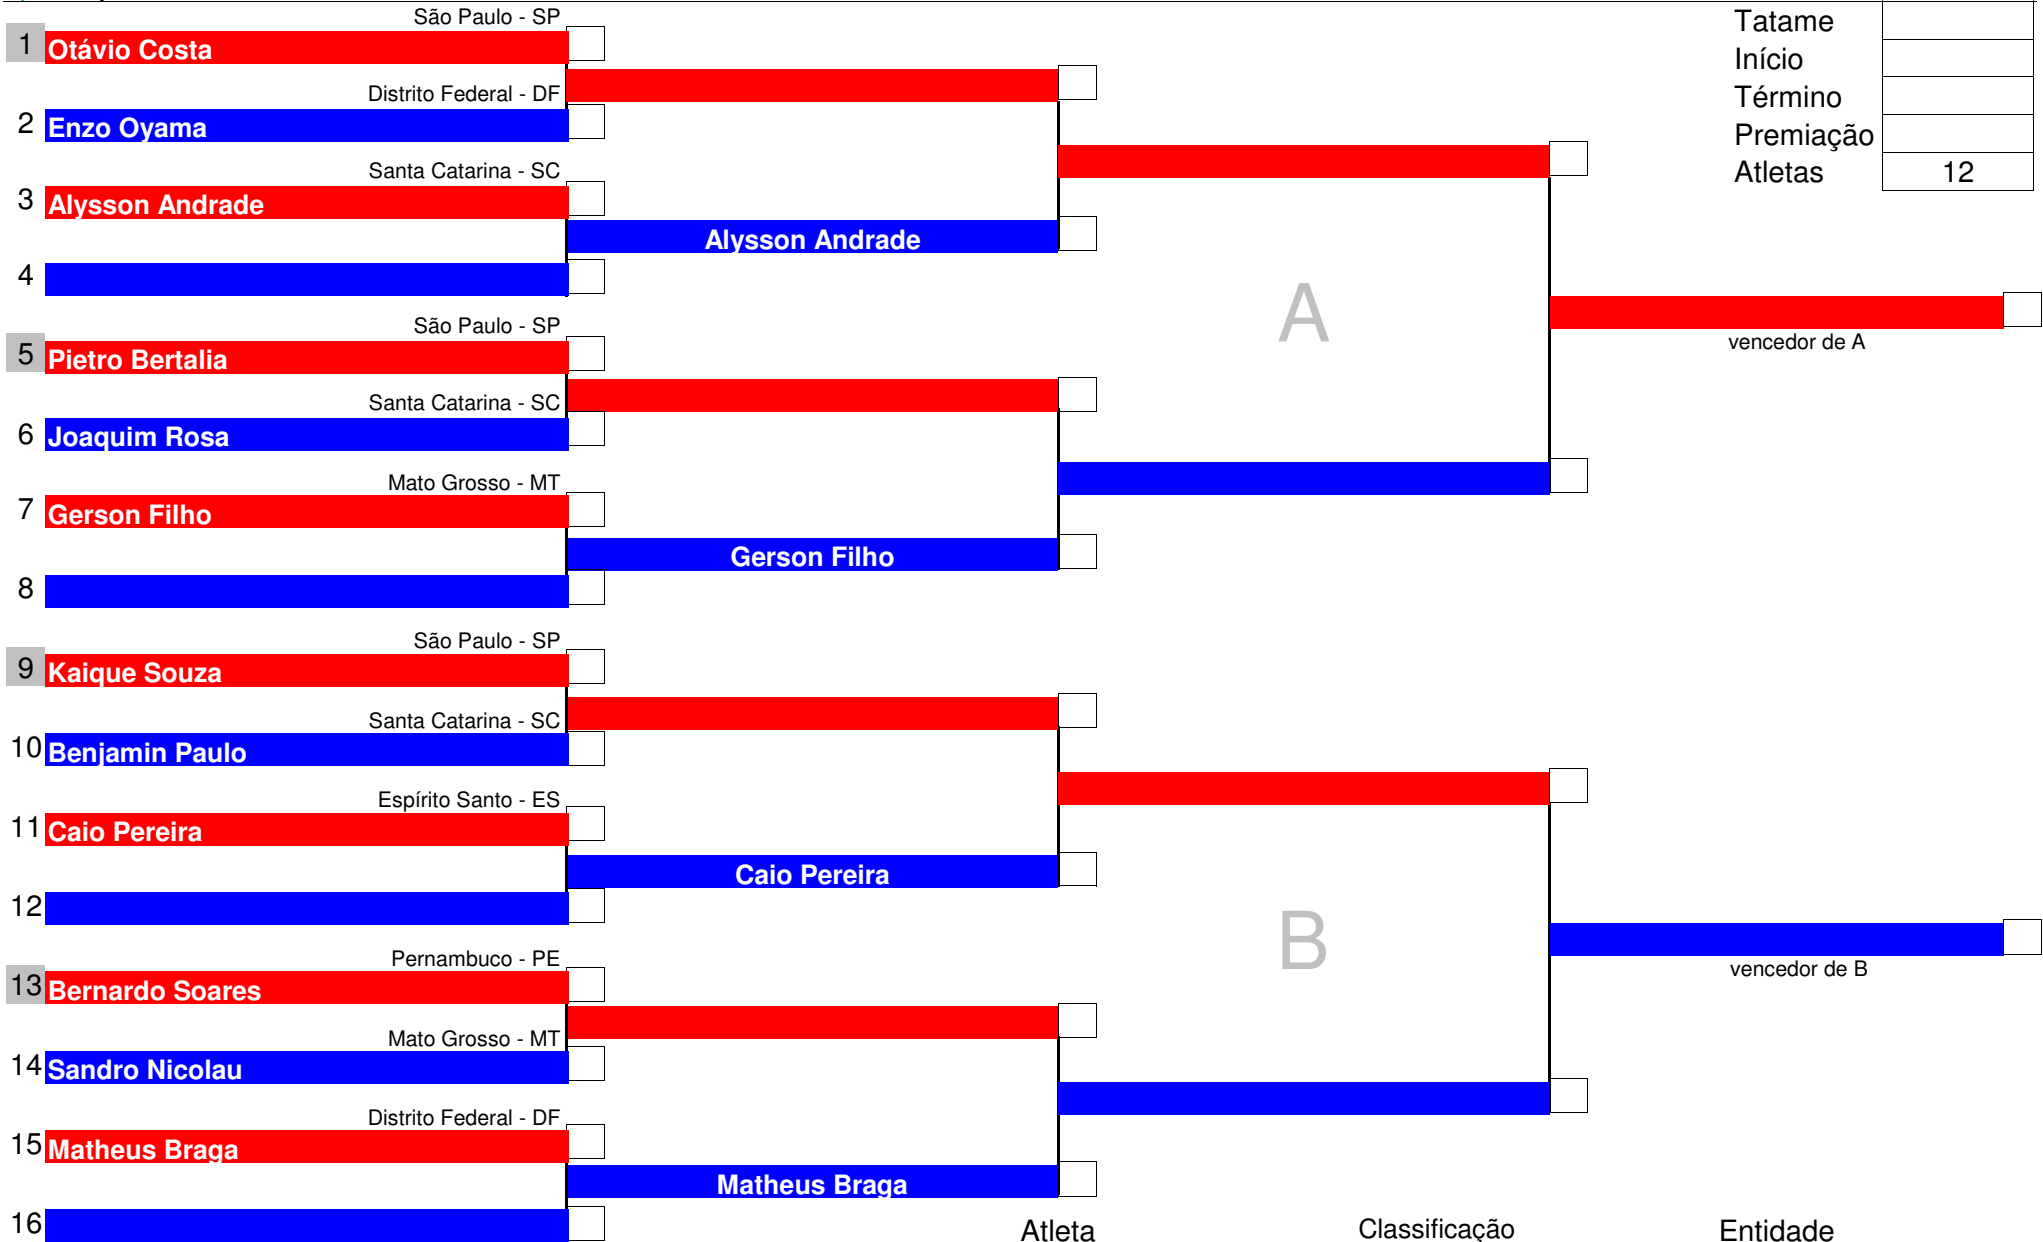 São Paulo - SP
1 Otávio Costa
Distrito Federal - DF
2 Enzo Oyama
Santa Catarina - SC
3 Alysson Andrade
Alysson Andrade
4
São Paulo - SP
5 Pietro Bertalia
Santa Catarina - SC
6 Joaquim Rosa
Mato Grosso - MT
7 Gerson Filho
Gerson Filho
8
São Paulo - SP
9 Kaique Souza
Santa Catarina - SC
10 Benjamin Paulo
Espírito Santo - ES
11 Caio Pereira
Caio Pereira
12
Pernambuco - PE
13 Bernardo Soares
Mato Grosso - MT
14 Sandro Nicolau
Distrito Federal - DF
15 Matheus Braga
Matheus Braga
16
A
B
Tatame
Início
Término
Premiação
Atletas 12
vencedor de A
vencedor de B
Atleta Classificação Entidade